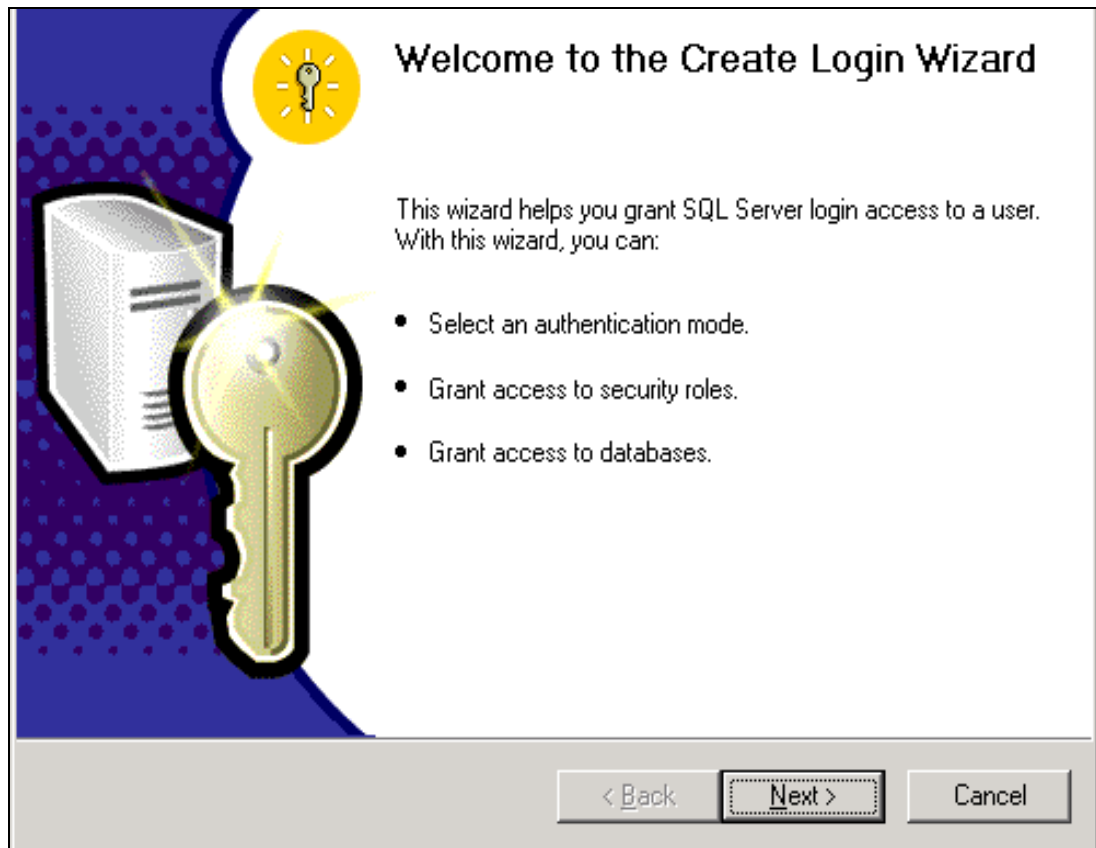 Welcome to the Create Login Wizard
This wizard helps you grant SQL Server login access to a user.
With this wizard, you can:
• Select an authentication mode.
• Grant access to security roles.
• Grant access to databases.
< Back Next > Cancel